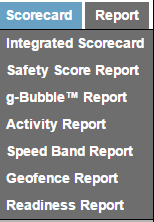 Scorecard Report
Integrated Scorecard
Safety Score Report
g-Bubble™ Report
Activity Report
Speed Band Report
Geofence Report
Readiness Report